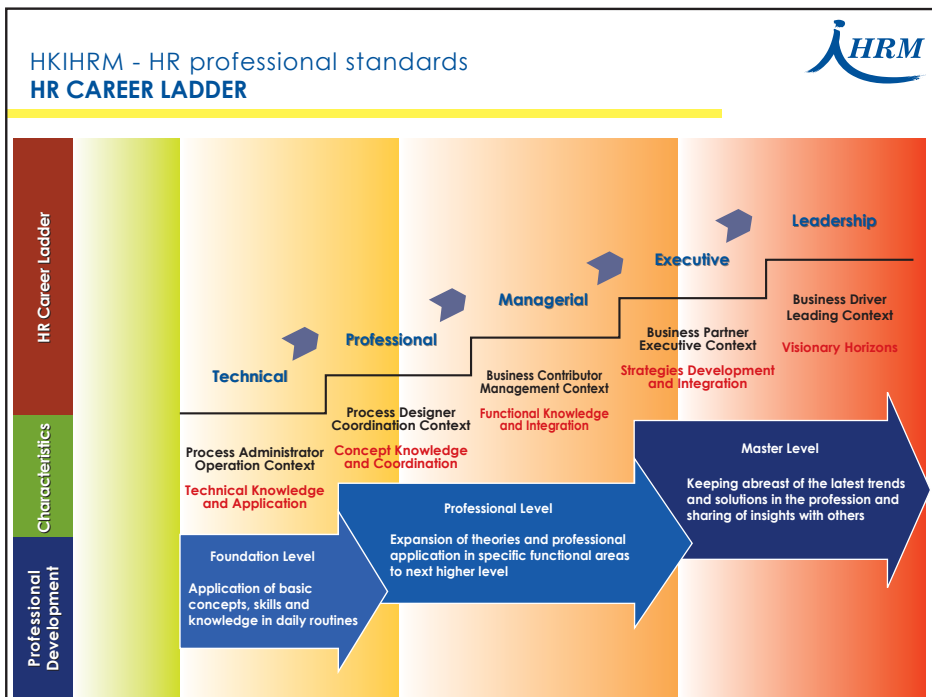 HKIHRM - HR professional standards
HR CAREER LADDER
HRM
HR Career Ladder
Characteristics
Professional
Development
Technical
Professional
Managerial
Executive
Leadership
Process Administrator
Operation Context
Technical Knowledge
and Application
Process Designer
Coordination Context
Concept Knowledge
and Coordination
Business Contributor
Management Context
Functional Knowledge
and Integration
Business Partner
Executive Context
Strategies Development
and Integration
Business Driver
Leading Context
Visionary Horizons
Foundation Level
Application of basic
concepts, skills and
knowledge in daily routines
Professional Level
Expansion of theories and professional
application in specific functional areas
to next higher level
Master Level
Keeping abreast of the latest trends
and solutions in the profession and
sharing of insights with others